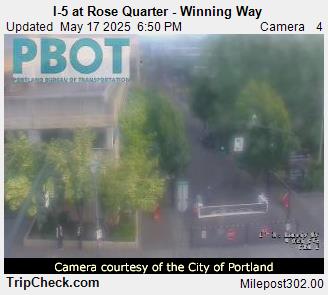 I-5 at Rose Quarter - Winning Way
Updated May 17 2025 6:50 PM Camera 4
PBOT
PORTLAND BUREAU OF TRANSPORTATION
Camera courtesy of the City of Portland
TripCheck.com Milepost302.00